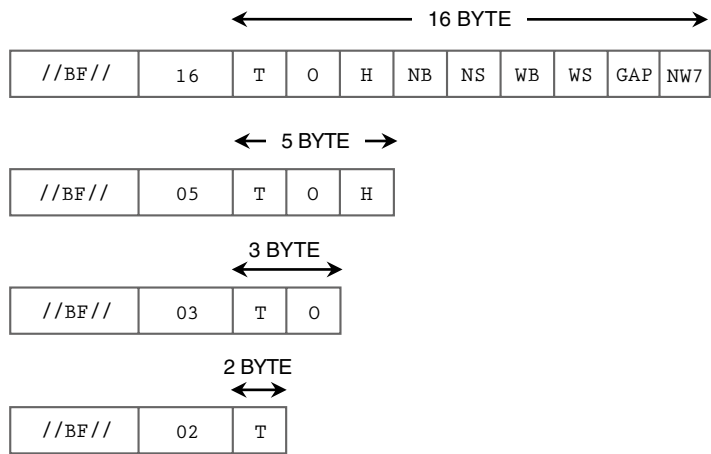 16 BYTE
//BF// 16 T O H NB NS WB WS GAP NW7
5 BYTE
//BF// 05 T O H
3 BYTE
//BF// 03 T O
2 BYTE
//BF// 02 T